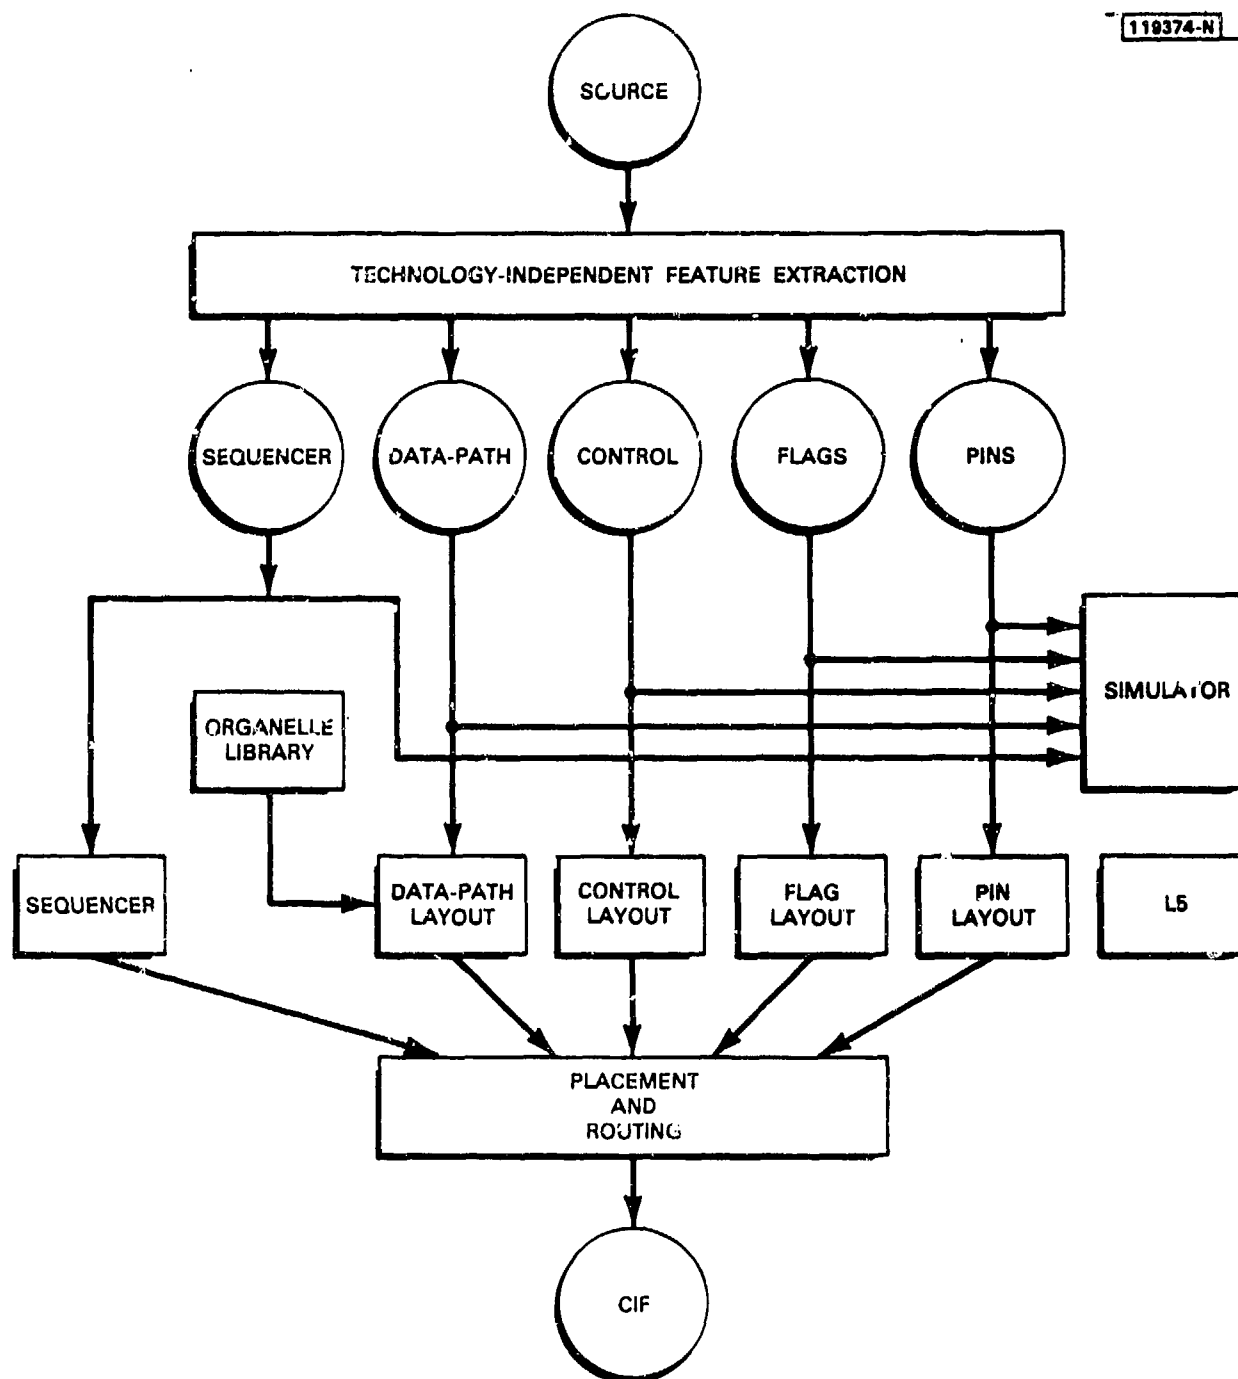 119374-N
SOURCE
TECHNOLOGY-INDEPENDENT FEATURE EXTRACTION
SEQUENCER
DATA-PATH
CONTROL
FLAGS
PINS
SIMULATOR
ORGANELLE
LIBRARY
SEQUENCER
DATA-PATH
LAYOUT
CONTROL
LAYOUT
FLAG
LAYOUT
PIN
LAYOUT
L5
PLACEMENT
AND
ROUTING
CIF